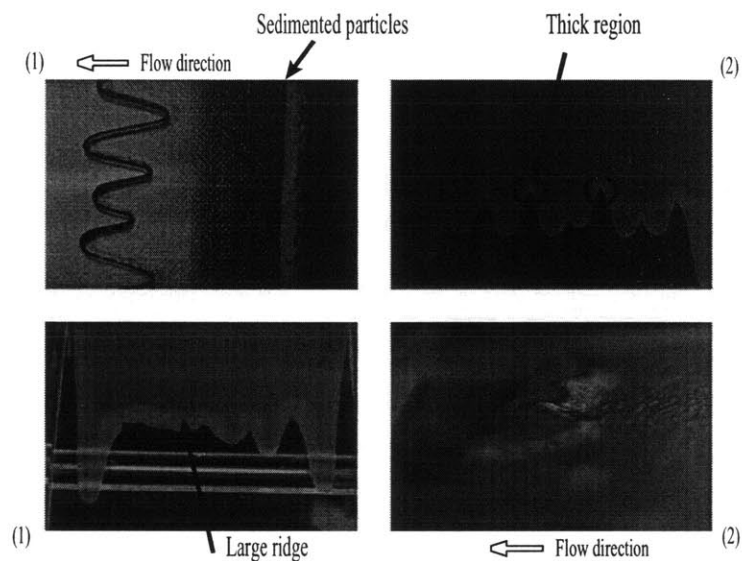 Sedimented particles
Thick region
(1)
Flow direction
(2)
(1)
Large ridge
(2)
Flow direction